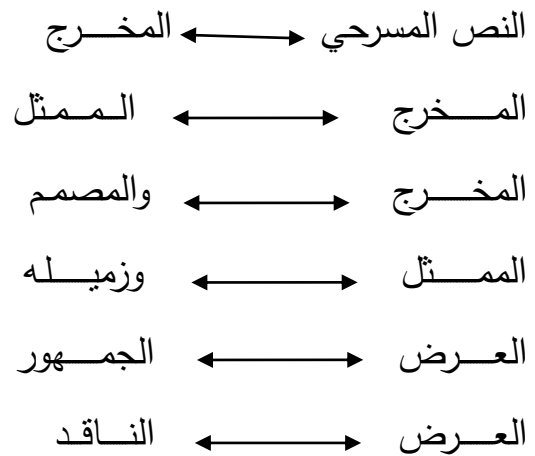 النص المسرحي المخرج
المخرج الممثل
المخرج والمصمم
الممثل وزميله
العرض الجمهور
العرض الناقد